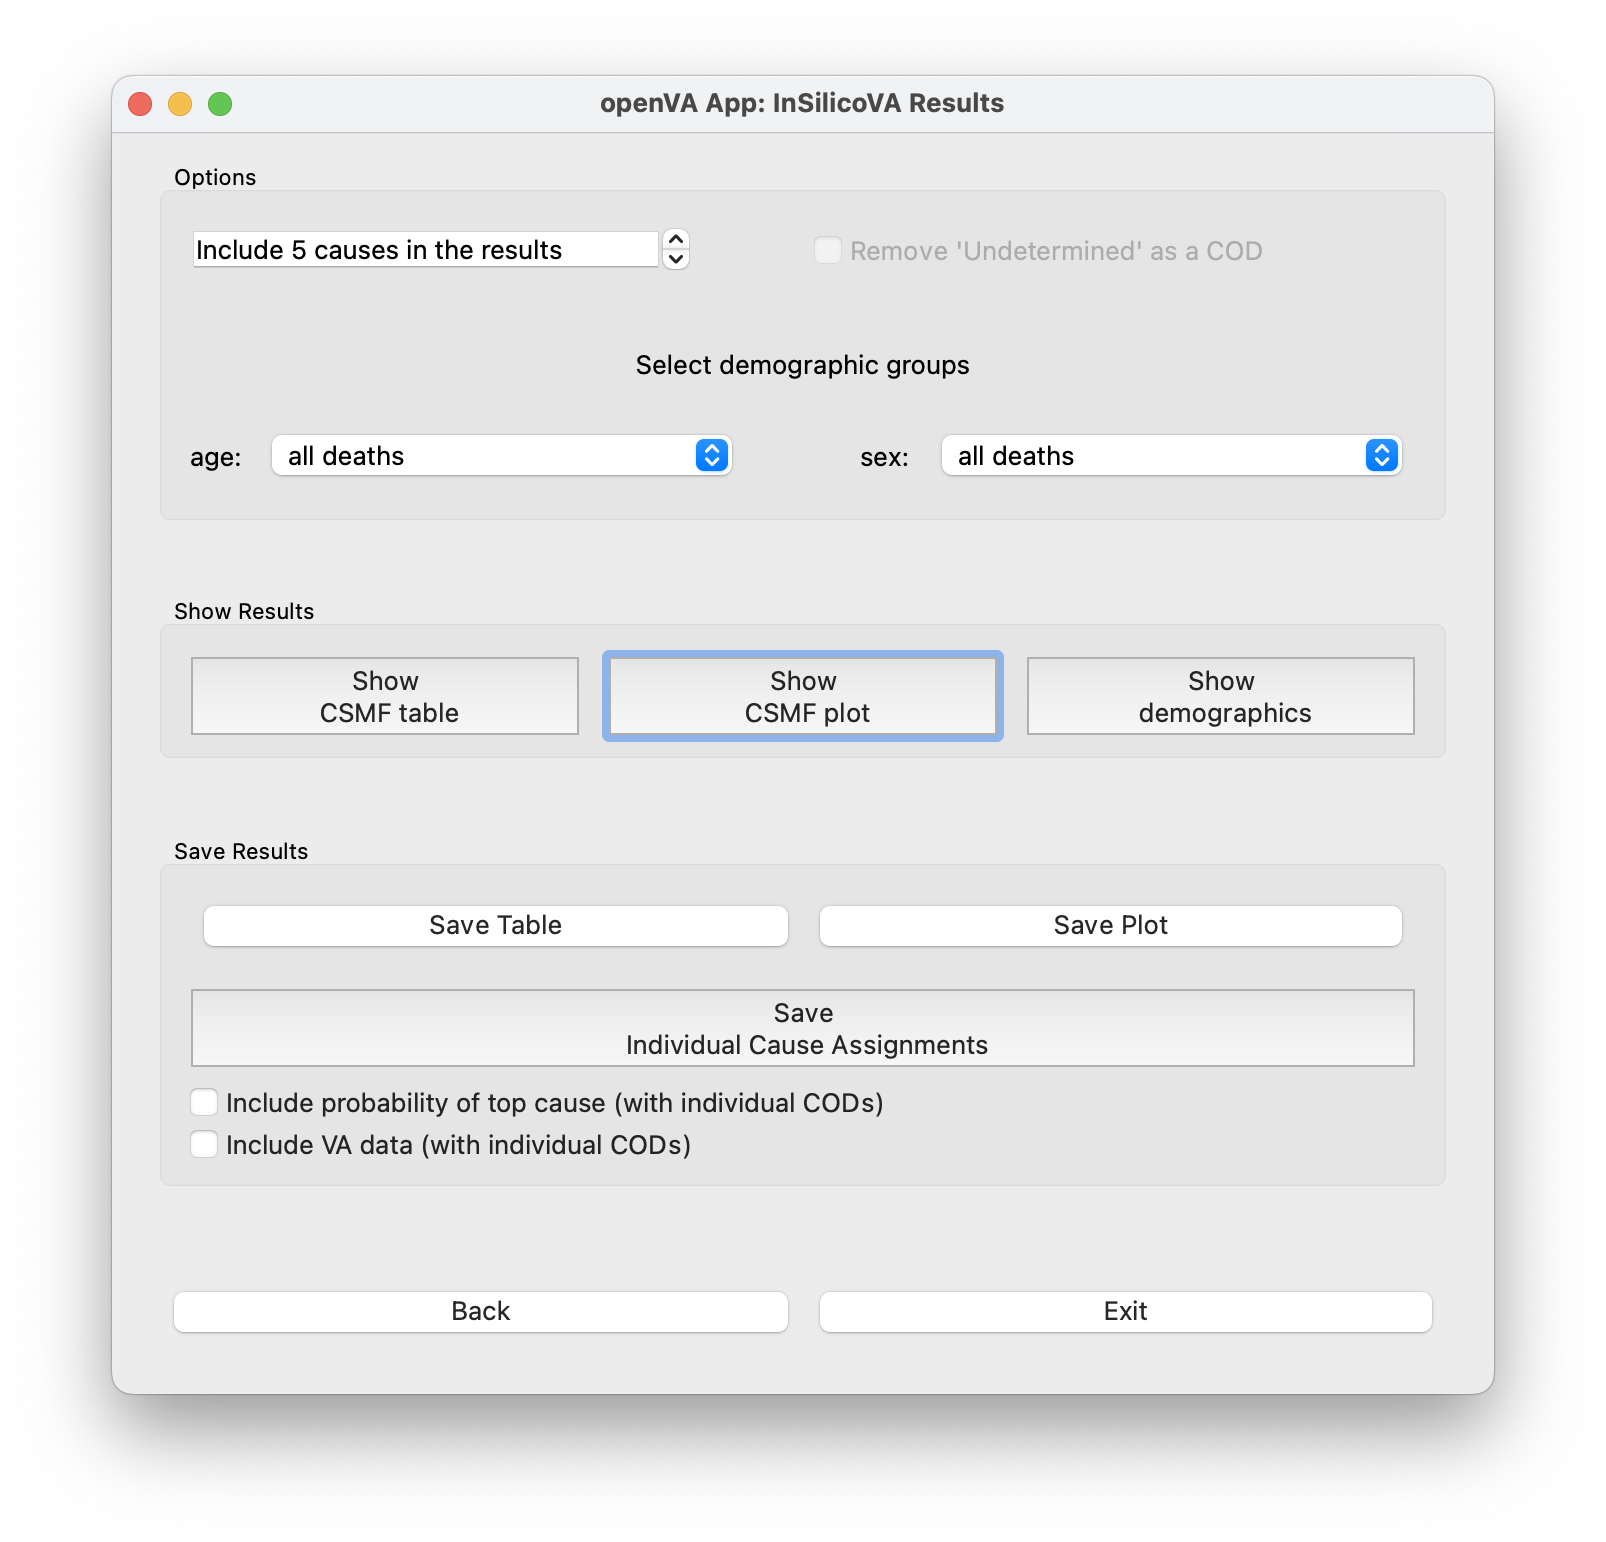 openVA App: InSilicoVA Results
Options
Include 5 causes in the results
Remove 'Undetermined' as a COD
Select demographic groups
age: all deaths
sex: all deaths
Show Results
Show
CSMF table
Show
CSMF plot
Show
demographics
Save Results
Save Table
Save Plot
Save
Individual Cause Assignments
Include probability of top cause (with individual CODs)
Include VA data (with individual CODs)
Back
Exit